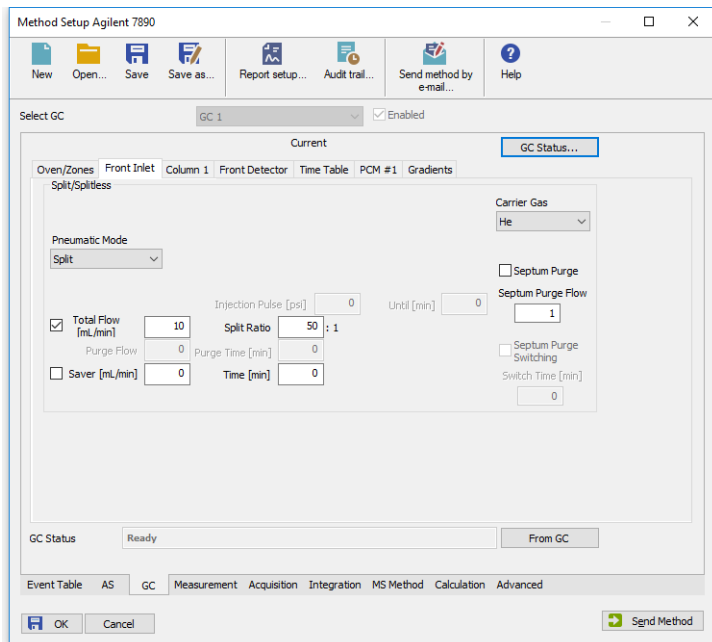 Method Setup Agilent 7890
New Open... Save Save as... Report setup... Audit trail... Send method by e-mail... Help
Select GC GC 1 Enabled
Current
GC Status...
Oven/Zones Front Inlet Column 1 Front Detector Time Table PCM #1 Gradients
Split/Splitless
Carrier Gas
He
Pneumatic Mode
Split
Septum Purge
Injection Pulse [psi] 0 Until [min] 0
Septum Purge Flow
1
Total Flow [mL/min] 10 Split Ratio 50 : 1
Purge Flow 0 Purge Time [min] 0
Septum Purge Switching
Saver [mL/min] 0 Time [min] 0
Switch Time [min]
0
GC Status Ready From GC
Event Table AS GC Measurement Acquisition Integration MS Method Calculation Advanced
OK Cancel Send Method